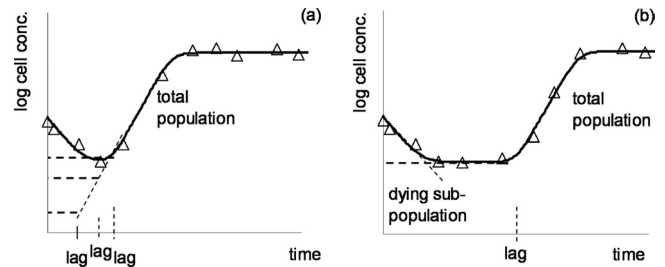 (a)
log cell conc.
total
population
lag
lag
lag
time
(b)
log cell conc.
total
population
dying sub-
population
lag
time